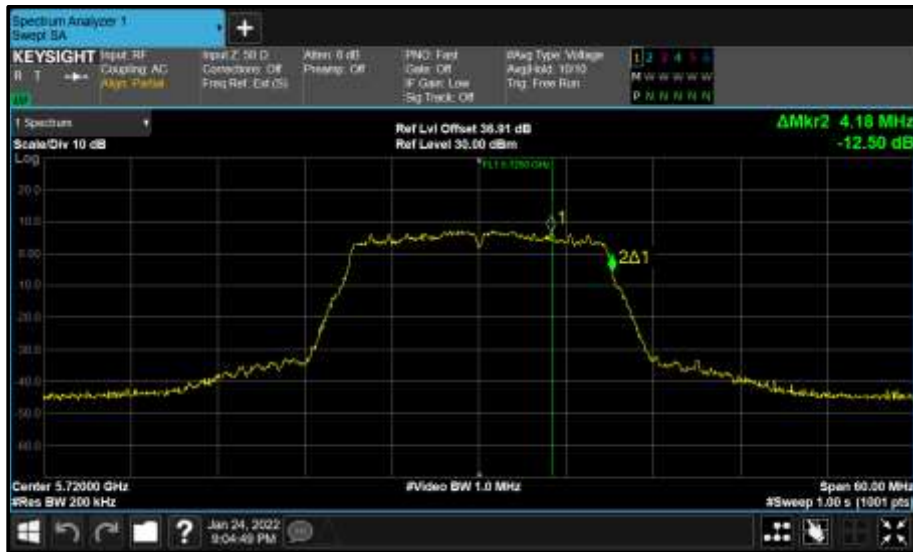 Spectrum Analyzer 1
Swept SA
+
KEYSIGHT
R T
Input: RF
Coupling: AC
Align: Partial
Input Z: 50 Ω
Corrections: Off
Freq Ref: Ext (S)
Atten: 6 dB
Preamp: Off
PNO: Fast
Gate: Off
IF Gain: Low
Sig Track: Off
#Avg Type: Voltage
Avg|Hold: 10/10
Trig: Free Run
1 2 3 4 5 6
M W W W W W
P N N N N N
1 Spectrum
Scale/Div 10 dB
Log
Ref Lvl Offset 36.91 dB
Ref Level 30.00 dBm
ΔMkr2 4.18 MHz
-12.50 dB
20.0
10.0
0.00
-10.0
-20.0
-30.0
-40.0
-50.0
-60.0
1
2Δ1
Center 5.72000 GHz
#Res BW 200 kHz
#Video BW 1.0 MHz
Span 60.00 MHz
#Sweep 1.00 s (1001 pts)
?
Jan 24, 2022
9:04:49 PM